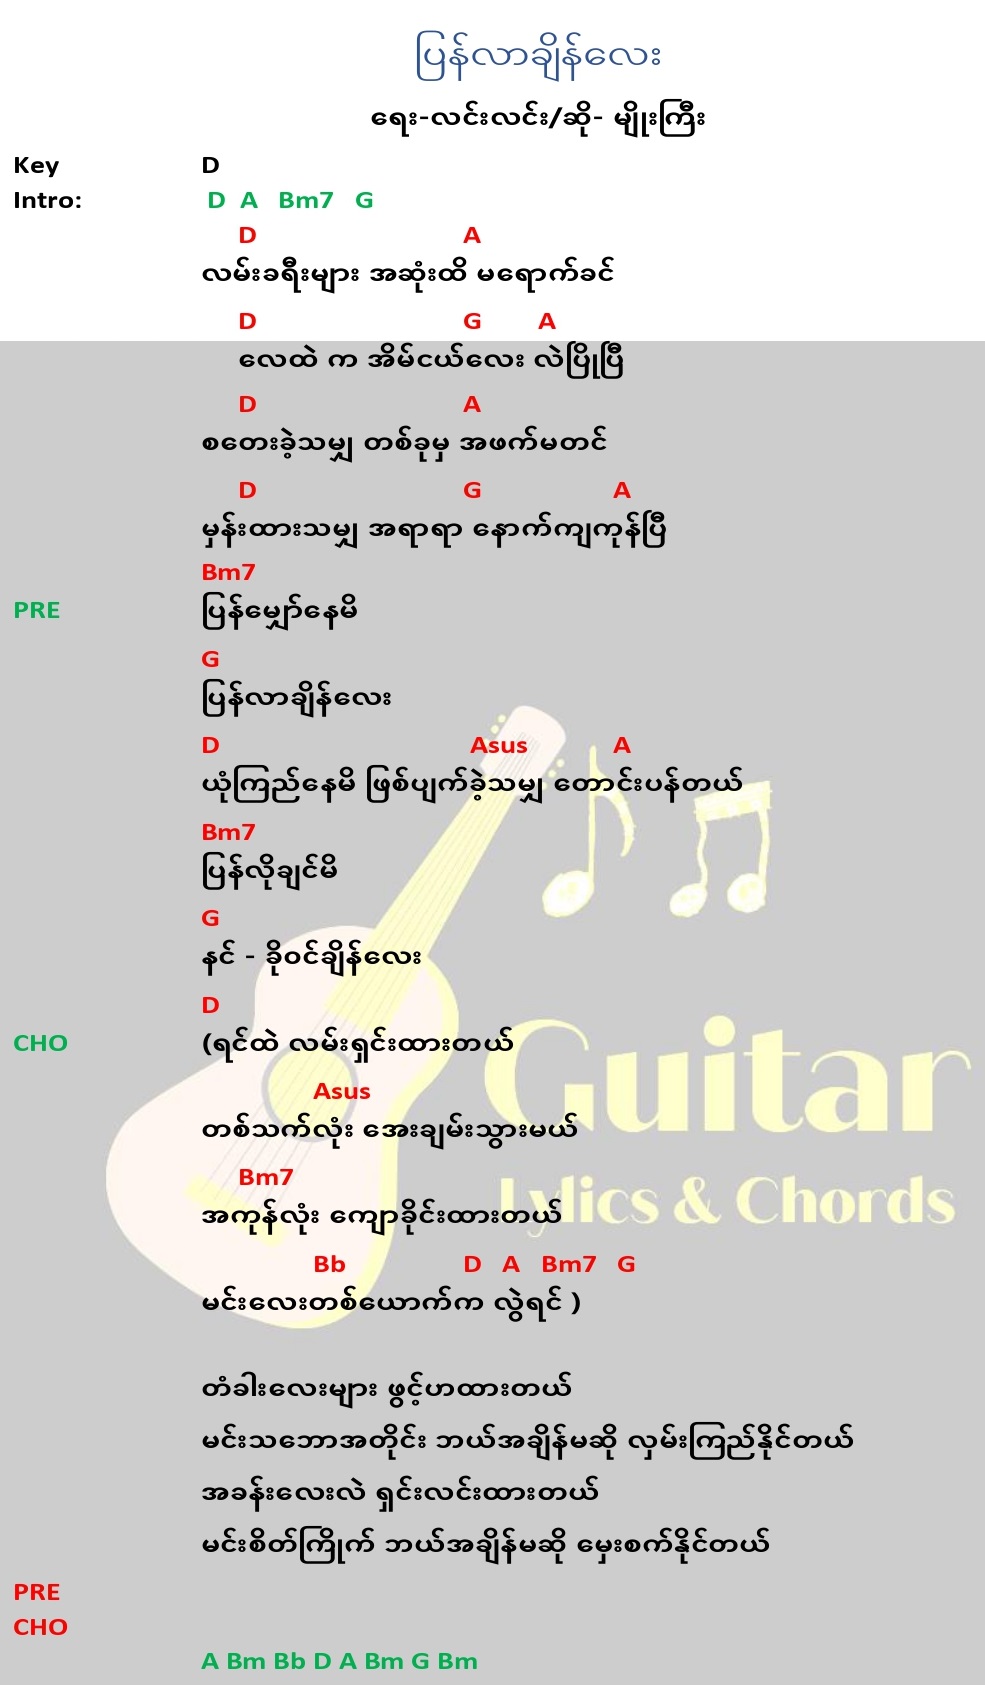 ပြန်လာချိန်လေး
ရေး-လင်းလင်း/ဆို- မျိုးကြီး
Key D
Intro: D A Bm7 G
D A
လမ်းခရီးများ အဆုံးထိ မရောက်ခင်
D G A
လေထဲ က အိမ်ငယ်လေး လဲပြိုပြီ
D A
စတေးခဲ့သမျှ တစ်ခုမှ အဖက်မတင်
D G A
မှန်းထားသမျှ အရာရာ နောက်ကျကုန်ပြီ
Bm7
PRE ပြန်မျှော်နေမိ
G
ပြန်လာချိန်လေး
D Asus A
ယုံကြည်နေမိ ဖြစ်ပျက်ခဲ့သမျှ တောင်းပန်တယ်
Bm7
ပြန်လိုချင်မိ
G
နင် - ခိုဝင်ချိန်လေး
D
CHO (ရင်ထဲ လမ်းရှင်းထားတယ်
Asus
တစ်သက်လုံး အေးချမ်းသွားမယ်
Bm7
အကုန်လုံး ကျောခိုင်းထားတယ်
Bb D A Bm7 G
မင်းလေးတစ်ယောက်က လွဲရင် )
တံခါးလေးများ ဖွင့်ဟထားတယ်
မင်းသဘောအတိုင်း ဘယ်အချိန်မဆို လှမ်းကြည်နိုင်တယ်
အခန်းလေးလဲ ရှင်းလင်းထားတယ်
မင်းစိတ်ကြိုက် ဘယ်အချိန်မဆို မှေးစက်နိုင်တယ်
PRE
CHO
A Bm Bb D A Bm G Bm
Guitar
Lylics & Chords